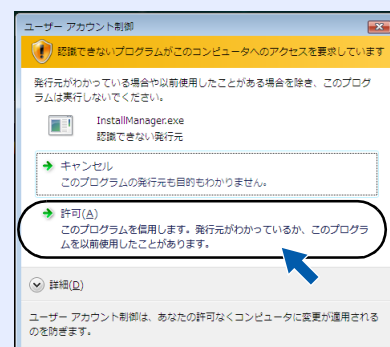 ユーザー アカウント制御
認識できないプログラムがこのコンピュータへのアクセスを要求しています
発行元がわかっている場合や以前使用したことがある場合を除き、このプログ
ラムは実行しないでください。
InstallManager.exe
認識できない発行元
キャンセル
このプログラムの発行元も目的もわかりません。
許可(A)
このプログラムを信用します。発行元がわかっているか、このプログラ
ムを以前使用したことがあります。
詳細(D)
ユーザー アカウント制御は、あなたの許可なくコンピュータに変更が適用される
のを防ぎます。